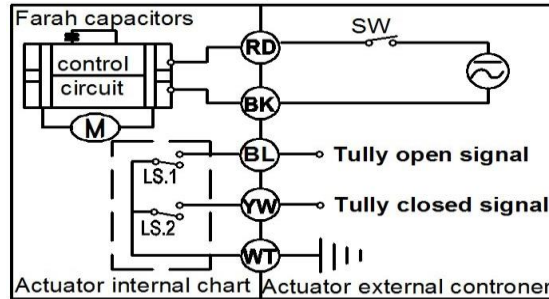 Farah capacitors
control
circuit
M
RD
SW
BK
BL
Tully open signal
LS.1
YW
Tully closed signal
LS.2
WT
Actuator internal chart
Actuator external controner